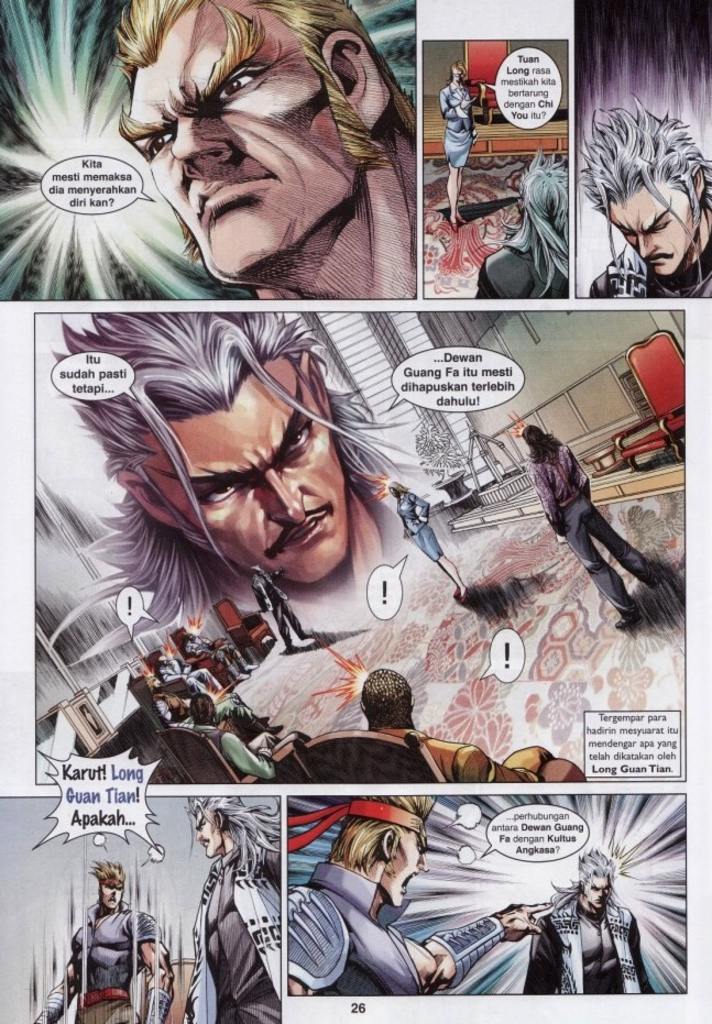 Kita
mesti memaksa
dia menyerahkan
diri kan?
Tuan
Long rasa
mestikah kita
bertarung
dengan Chi
You itu?
Itu
sudah pasti
tetapi...
...Dewan
Guang Fa itu mesti
dihapuskan terlebih
dahulu!
!
!
!
Tergempar para
hadirin mesyuarat itu
mendengar apa yang
telah dikatakan oleh
Long Guan Tian.
Karut! Long
Guan Tian!
Apakah...
...perhubungan
antara Dewan Guang
Fa dengan Kultus
Angkasa?
26